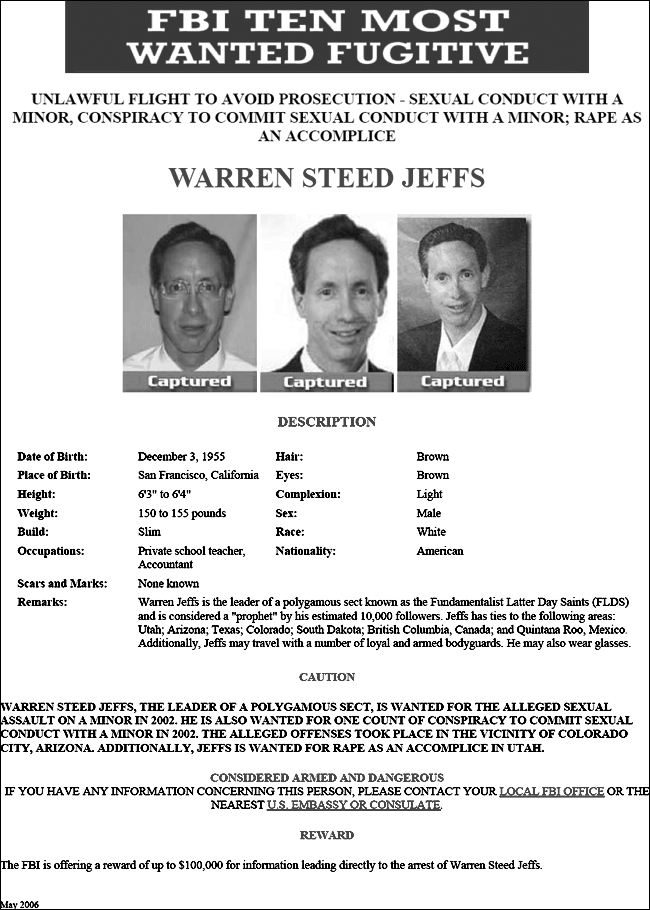 FBI TEN MOST
WANTED FUGITIVE
UNLAWFUL FLIGHT TO AVOID PROSECUTION - SEXUAL CONDUCT WITH A
MINOR, CONSPIRACY TO COMMIT SEXUAL CONDUCT WITH A MINOR; RAPE AS
AN ACCOMPLICE
WARREN STEED JEFFS
Captured Captured Captured
DESCRIPTION
Date of Birth: December 3, 1955 Hair: Brown
Place of Birth: San Francisco, California Eyes: Brown
Height: 6'3" to 6'4" Complexion: Light
Weight: 150 to 155 pounds Sex: Male
Build: Slim Race: White
Occupations: Private school teacher, Nationality: American
Accountant
Scars and Marks: None known
Remarks: Warren Jeffs is the leader of a polygamous sect known as the Fundamentalist Latter Day Saints (FLDS)
and is considered a "prophet" by his estimated 10,000 followers. Jeffs has ties to the following areas:
Utah; Arizona; Texas; Colorado; South Dakota; British Columbia, Canada; and Quintana Roo, Mexico.
Additionally, Jeffs may travel with a number of loyal and armed bodyguards. He may also wear glasses.
CAUTION
WARREN STEED JEFFS, THE LEADER OF A POLYGAMOUS SECT, IS WANTED FOR THE ALLEGED SEXUAL
ASSAULT ON A MINOR IN 2002. HE IS ALSO WANTED FOR ONE COUNT OF CONSPIRACY TO COMMIT SEXUAL
CONDUCT WITH A MINOR IN 2002. THE ALLEGED OFFENSES TOOK PLACE IN THE VICINITY OF COLORADO
CITY, ARIZONA. ADDITIONALLY, JEFFS IS WANTED FOR RAPE AS AN ACCOMPLICE IN UTAH.
CONSIDERED ARMED AND DANGEROUS
IF YOU HAVE ANY INFORMATION CONCERNING THIS PERSON, PLEASE CONTACT YOUR LOCAL FBI OFFICE OR THE
NEAREST U.S. EMBASSY OR CONSULATE.
REWARD
The FBI is offering a reward of up to $100,000 for information leading directly to the arrest of Warren Steed Jeffs.
May 2006